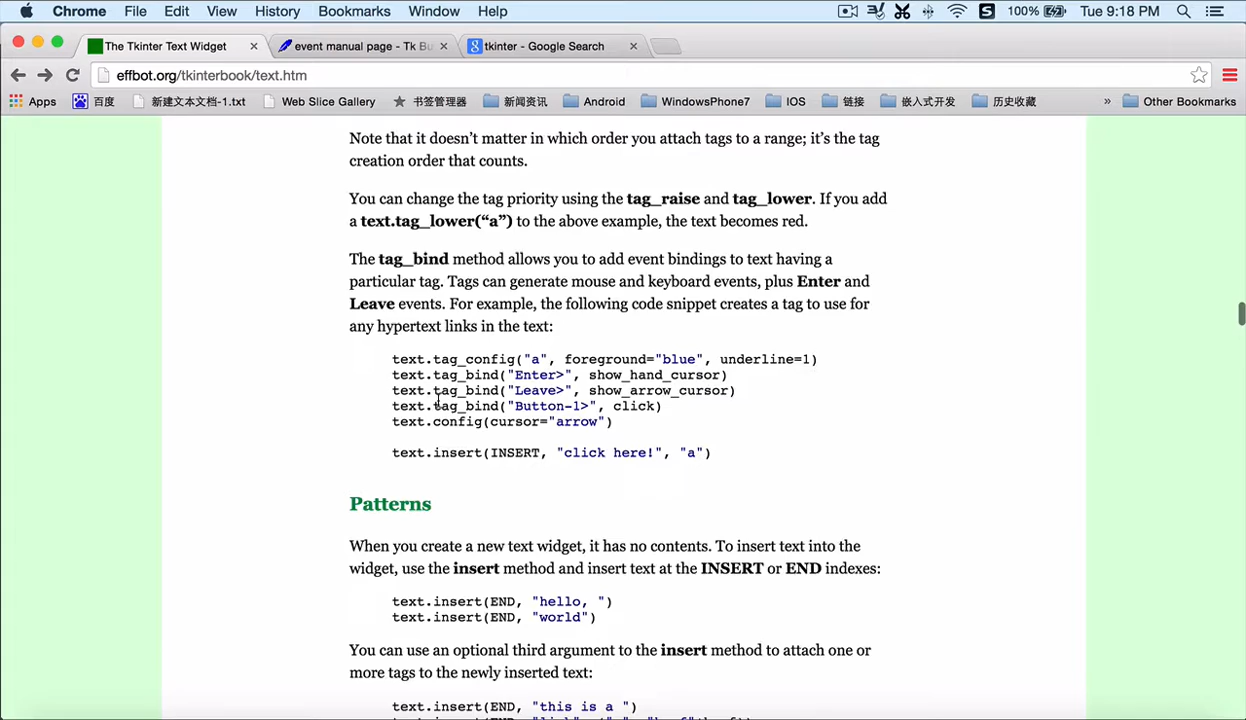 Chrome File Edit View History Bookmarks Window Help 100% Tue 9:18 PM
The Tkinter Text Widget event manual page - Tk Bu tkinter - Google Search
effbot.org/tkinterbook/text.htm
Apps 百度 新建文本文档-1.txt Web Slice Gallery 书签管理器 新闻资讯 Android WindowsPhone7 IOS 链接 嵌入式开发 历史收藏 » Other Bookmarks
Note that it doesn't matter in which order you attach tags to a range; it's the tag
creation order that counts.
You can change the tag priority using the tag_raise and tag_lower. If you add
a text.tag_lower(“a”) to the above example, the text becomes red.
The tag_bind method allows you to add event bindings to text having a
particular tag. Tags can generate mouse and keyboard events, plus Enter and
Leave events. For example, the following code snippet creates a tag to use for
any hypertext links in the text:
text.tag_config("a", foreground="blue", underline=1)
text.tag_bind("Enter>", show_hand_cursor)
text.tag_bind("Leave>", show_arrow_cursor)
text.tag_bind("Button-1>", click)
text.config(cursor="arrow")
text.insert(INSERT, "click here!", "a")
Patterns
When you create a new text widget, it has no contents. To insert text into the
widget, use the insert method and insert text at the INSERT or END indexes:
text.insert(END, "hello, ")
text.insert(END, "world")
You can use an optional third argument to the insert method to attach one or
more tags to the newly inserted text:
text.insert(END, "this is a ")